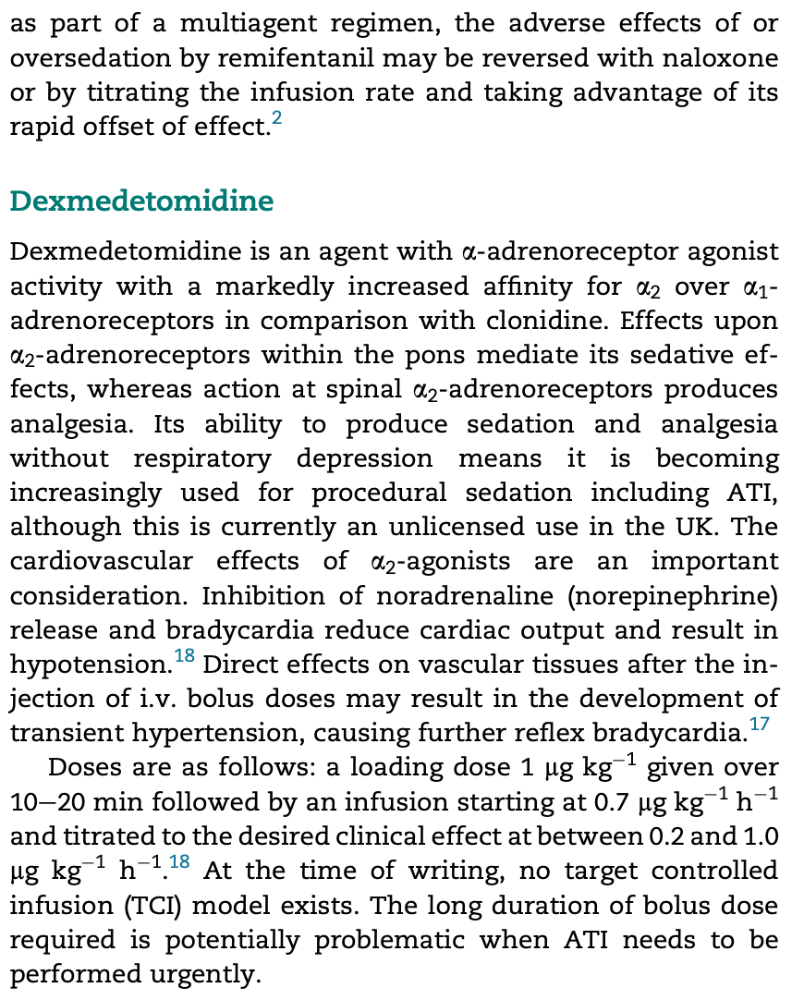 as part of a multiagent regimen, the adverse effects of or
oversedation by remifentanil may be reversed with naloxone
or by titrating the infusion rate and taking advantage of its
rapid offset of effect.²
Dexmedetomidine
Dexmedetomidine is an agent with α-adrenoreceptor agonist
activity with a markedly increased affinity for α₂ over α₁-
adrenoreceptors in comparison with clonidine. Effects upon
α₂-adrenoreceptors within the pons mediate its sedative ef-
fects, whereas action at spinal α₂-adrenoreceptors produces
analgesia. Its ability to produce sedation and analgesia
without respiratory depression means it is becoming
increasingly used for procedural sedation including ATI,
although this is currently an unlicensed use in the UK. The
cardiovascular effects of α₂-agonists are an important
consideration. Inhibition of noradrenaline (norepinephrine)
release and bradycardia reduce cardiac output and result in
hypotension.¹⁸ Direct effects on vascular tissues after the in-
jection of i.v. bolus doses may result in the development of
transient hypertension, causing further reflex bradycardia.¹⁷
Doses are as follows: a loading dose 1 μg kg⁻¹ given over
10–20 min followed by an infusion starting at 0.7 μg kg⁻¹ h⁻¹
and titrated to the desired clinical effect at between 0.2 and 1.0
μg kg⁻¹ h⁻¹.¹⁸ At the time of writing, no target controlled
infusion (TCI) model exists. The long duration of bolus dose
required is potentially problematic when ATI needs to be
performed urgently.